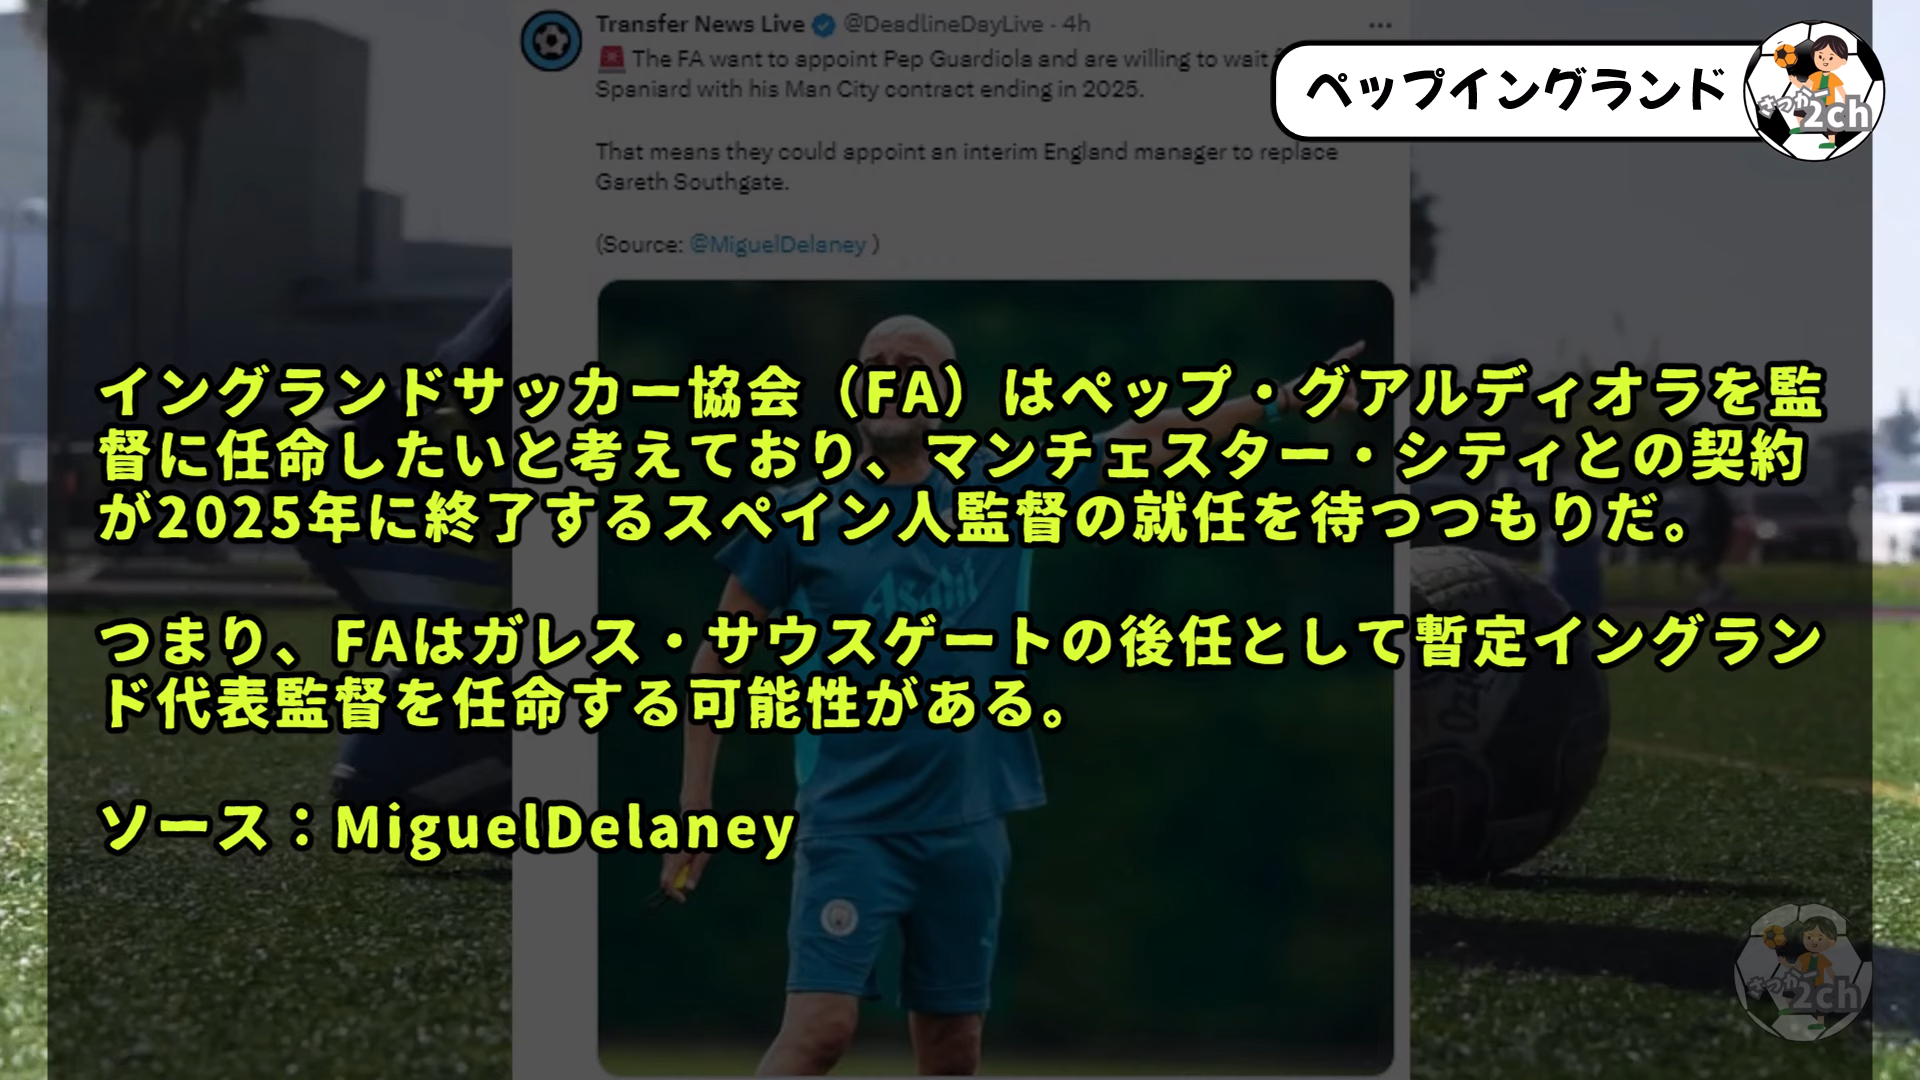 Transfer News Live @DeadlineDayLive · 4h
The FA want to appoint Pep Guardiola and are willing to wait
Spaniard with his Man City contract ending in 2025.
ペップイングランド
さっかー
2ch
That means they could appoint an interim England manager to replace
Gareth Southgate.
(Source: @MiguelDelaney )
イングランドサッカー協会（FA）はペップ・グアルディオラを監
督に任命したいと考えており、マンチェスター・シティとの契約
が2025年に終了するスペイン人監督の就任を待つつもりだ。
つまり、FAはガレス・サウスゲートの後任として暫定イングラン
ド代表監督を任命する可能性がある。
ソース：MiguelDelaney
Asahi
さっかー
2ch